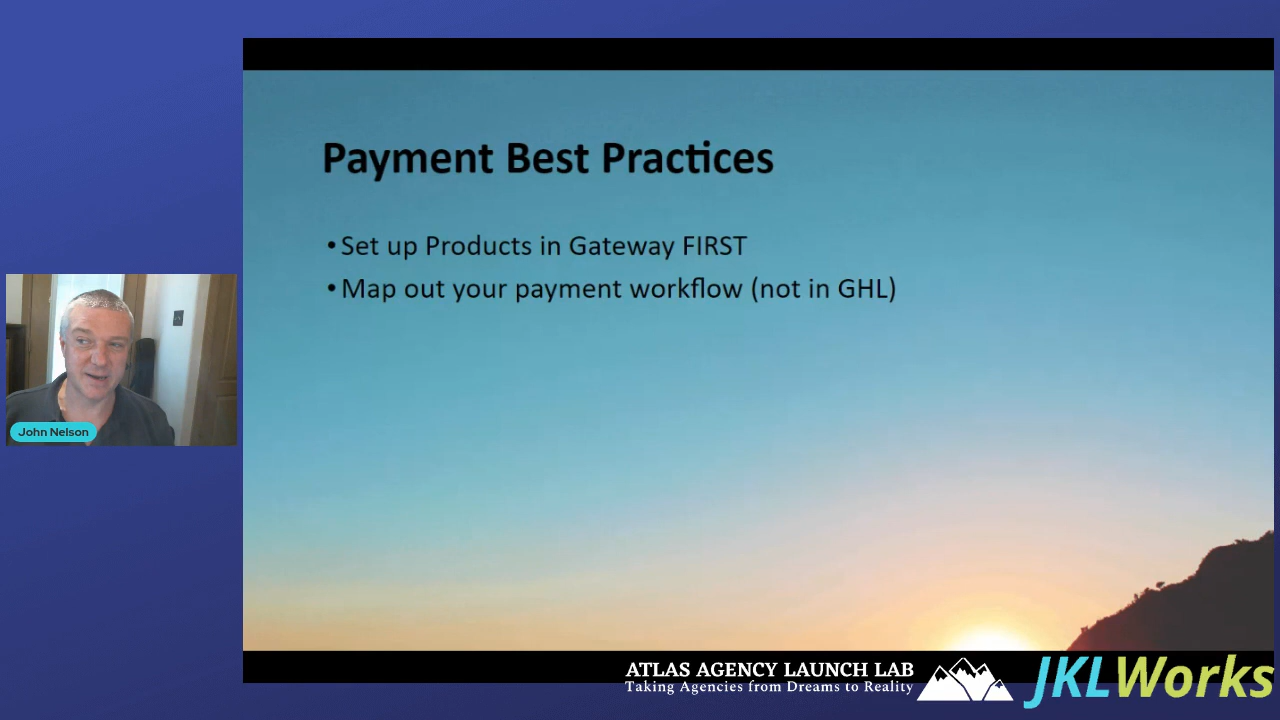 Payment Best Practices
•Set up Products in Gateway FIRST
•Map out your payment workflow (not in GHL)
John Nelson
ATLAS AGENCY LAUNCH LAB
Taking Agencies from Dreams to Reality
JKLWorks